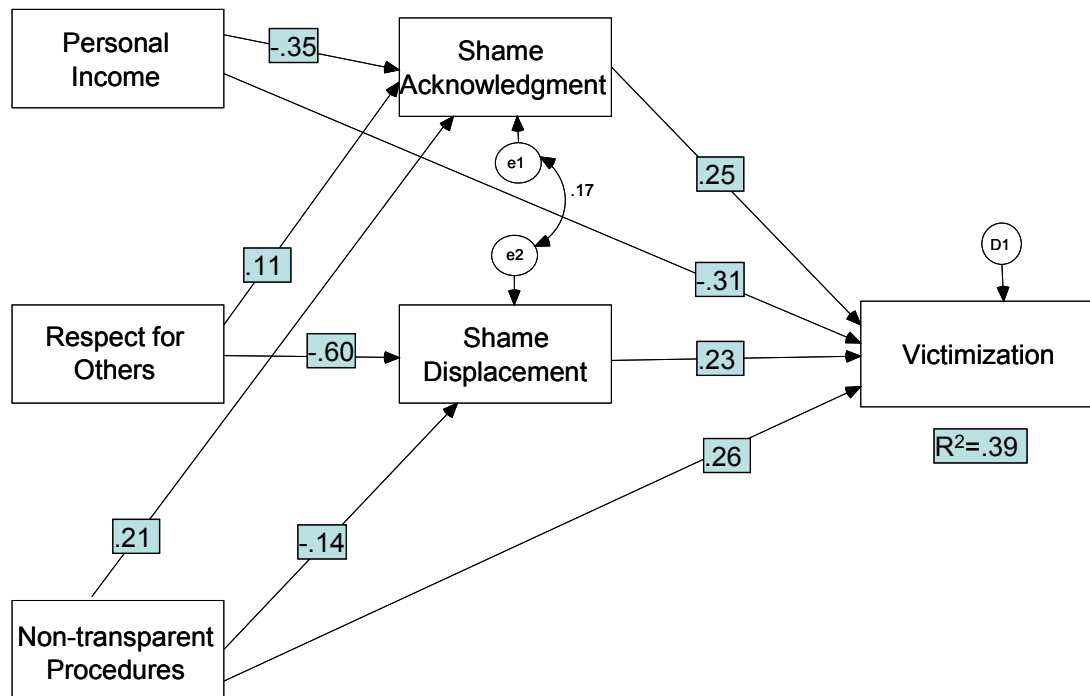 Personal
Income
-.35
Shame
Acknowledgment
e1
.17
.25
e2
D1
.11
-.31
Respect for
Others
-.60
Shame
Displacement
.23
Victimization
R²=.39
.26
.21
-.14
Non-transparent
Procedures